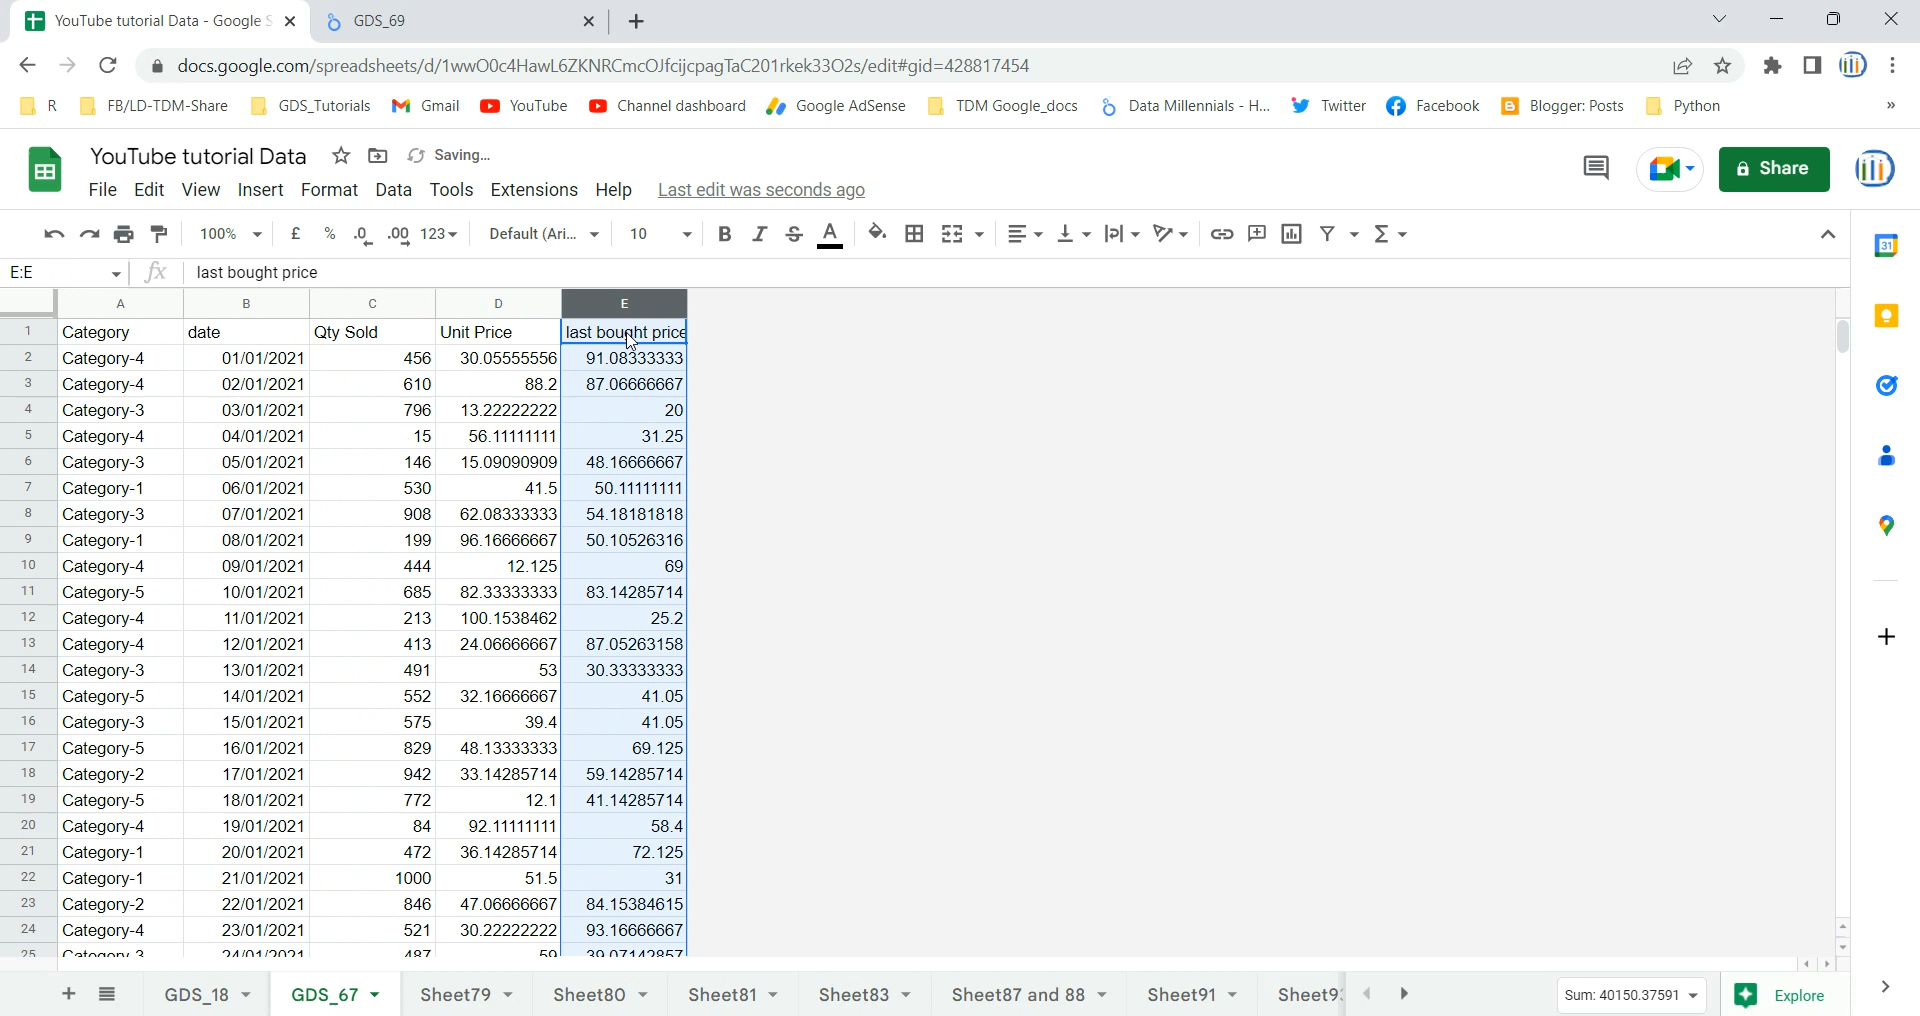 YouTube tutorial Data - Google S GDS_69
docs.google.com/spreadsheets/d/1wwO0c4HawL6ZKNRCmcOJfcijcpagTaC201rkek33O2s/edit#gid=428817454
R FB/LD-TDM-Share GDS_Tutorials Gmail YouTube Channel dashboard Google AdSense TDM Google_docs Data Millennials - H... Twitter Facebook Blogger: Posts Python »
YouTube tutorial Data Saving...
File Edit View Insert Format Data Tools Extensions Help Last edit was seconds ago Share
100% £ % .0 .00 123 Default (Ari... 10 B I S A Σ 31
E:E fx last bought price
A B C D E
1 Category date Qty Sold Unit Price last bought price
2 Category-4 01/01/2021 456 30.05555556 91.08333333
3 Category-4 02/01/2021 610 88.2 87.06666667
4 Category-3 03/01/2021 796 13.22222222 20
5 Category-4 04/01/2021 15 56.11111111 31.25
6 Category-3 05/01/2021 146 15.09090909 48.16666667
7 Category-1 06/01/2021 530 41.5 50.11111111
8 Category-3 07/01/2021 908 62.08333333 54.18181818
9 Category-1 08/01/2021 199 96.16666667 50.10526316
10 Category-4 09/01/2021 444 12.125 69
11 Category-5 10/01/2021 685 82.33333333 83.14285714
12 Category-4 11/01/2021 213 100.1538462 25.2
13 Category-4 12/01/2021 413 24.06666667 87.05263158
14 Category-3 13/01/2021 491 53 30.33333333
15 Category-5 14/01/2021 552 32.16666667 41.05
16 Category-3 15/01/2021 575 39.4 41.05
17 Category-5 16/01/2021 829 48.13333333 69.125
18 Category-2 17/01/2021 942 33.14285714 59.14285714
19 Category-5 18/01/2021 772 12.1 41.14285714
20 Category-4 19/01/2021 84 92.11111111 58.4
21 Category-1 20/01/2021 472 36.14285714 72.125
22 Category-1 21/01/2021 1000 51.5 31
23 Category-2 22/01/2021 846 47.06666667 84.15384615
24 Category-4 23/01/2021 521 30.22222222 93.16666667
25 Category-3 24/01/2021 487 59 39.07142857
GDS_18 GDS_67 Sheet79 Sheet80 Sheet81 Sheet83 Sheet87 and 88 Sheet91 Sheet9 Sum: 40150.37591 Explore